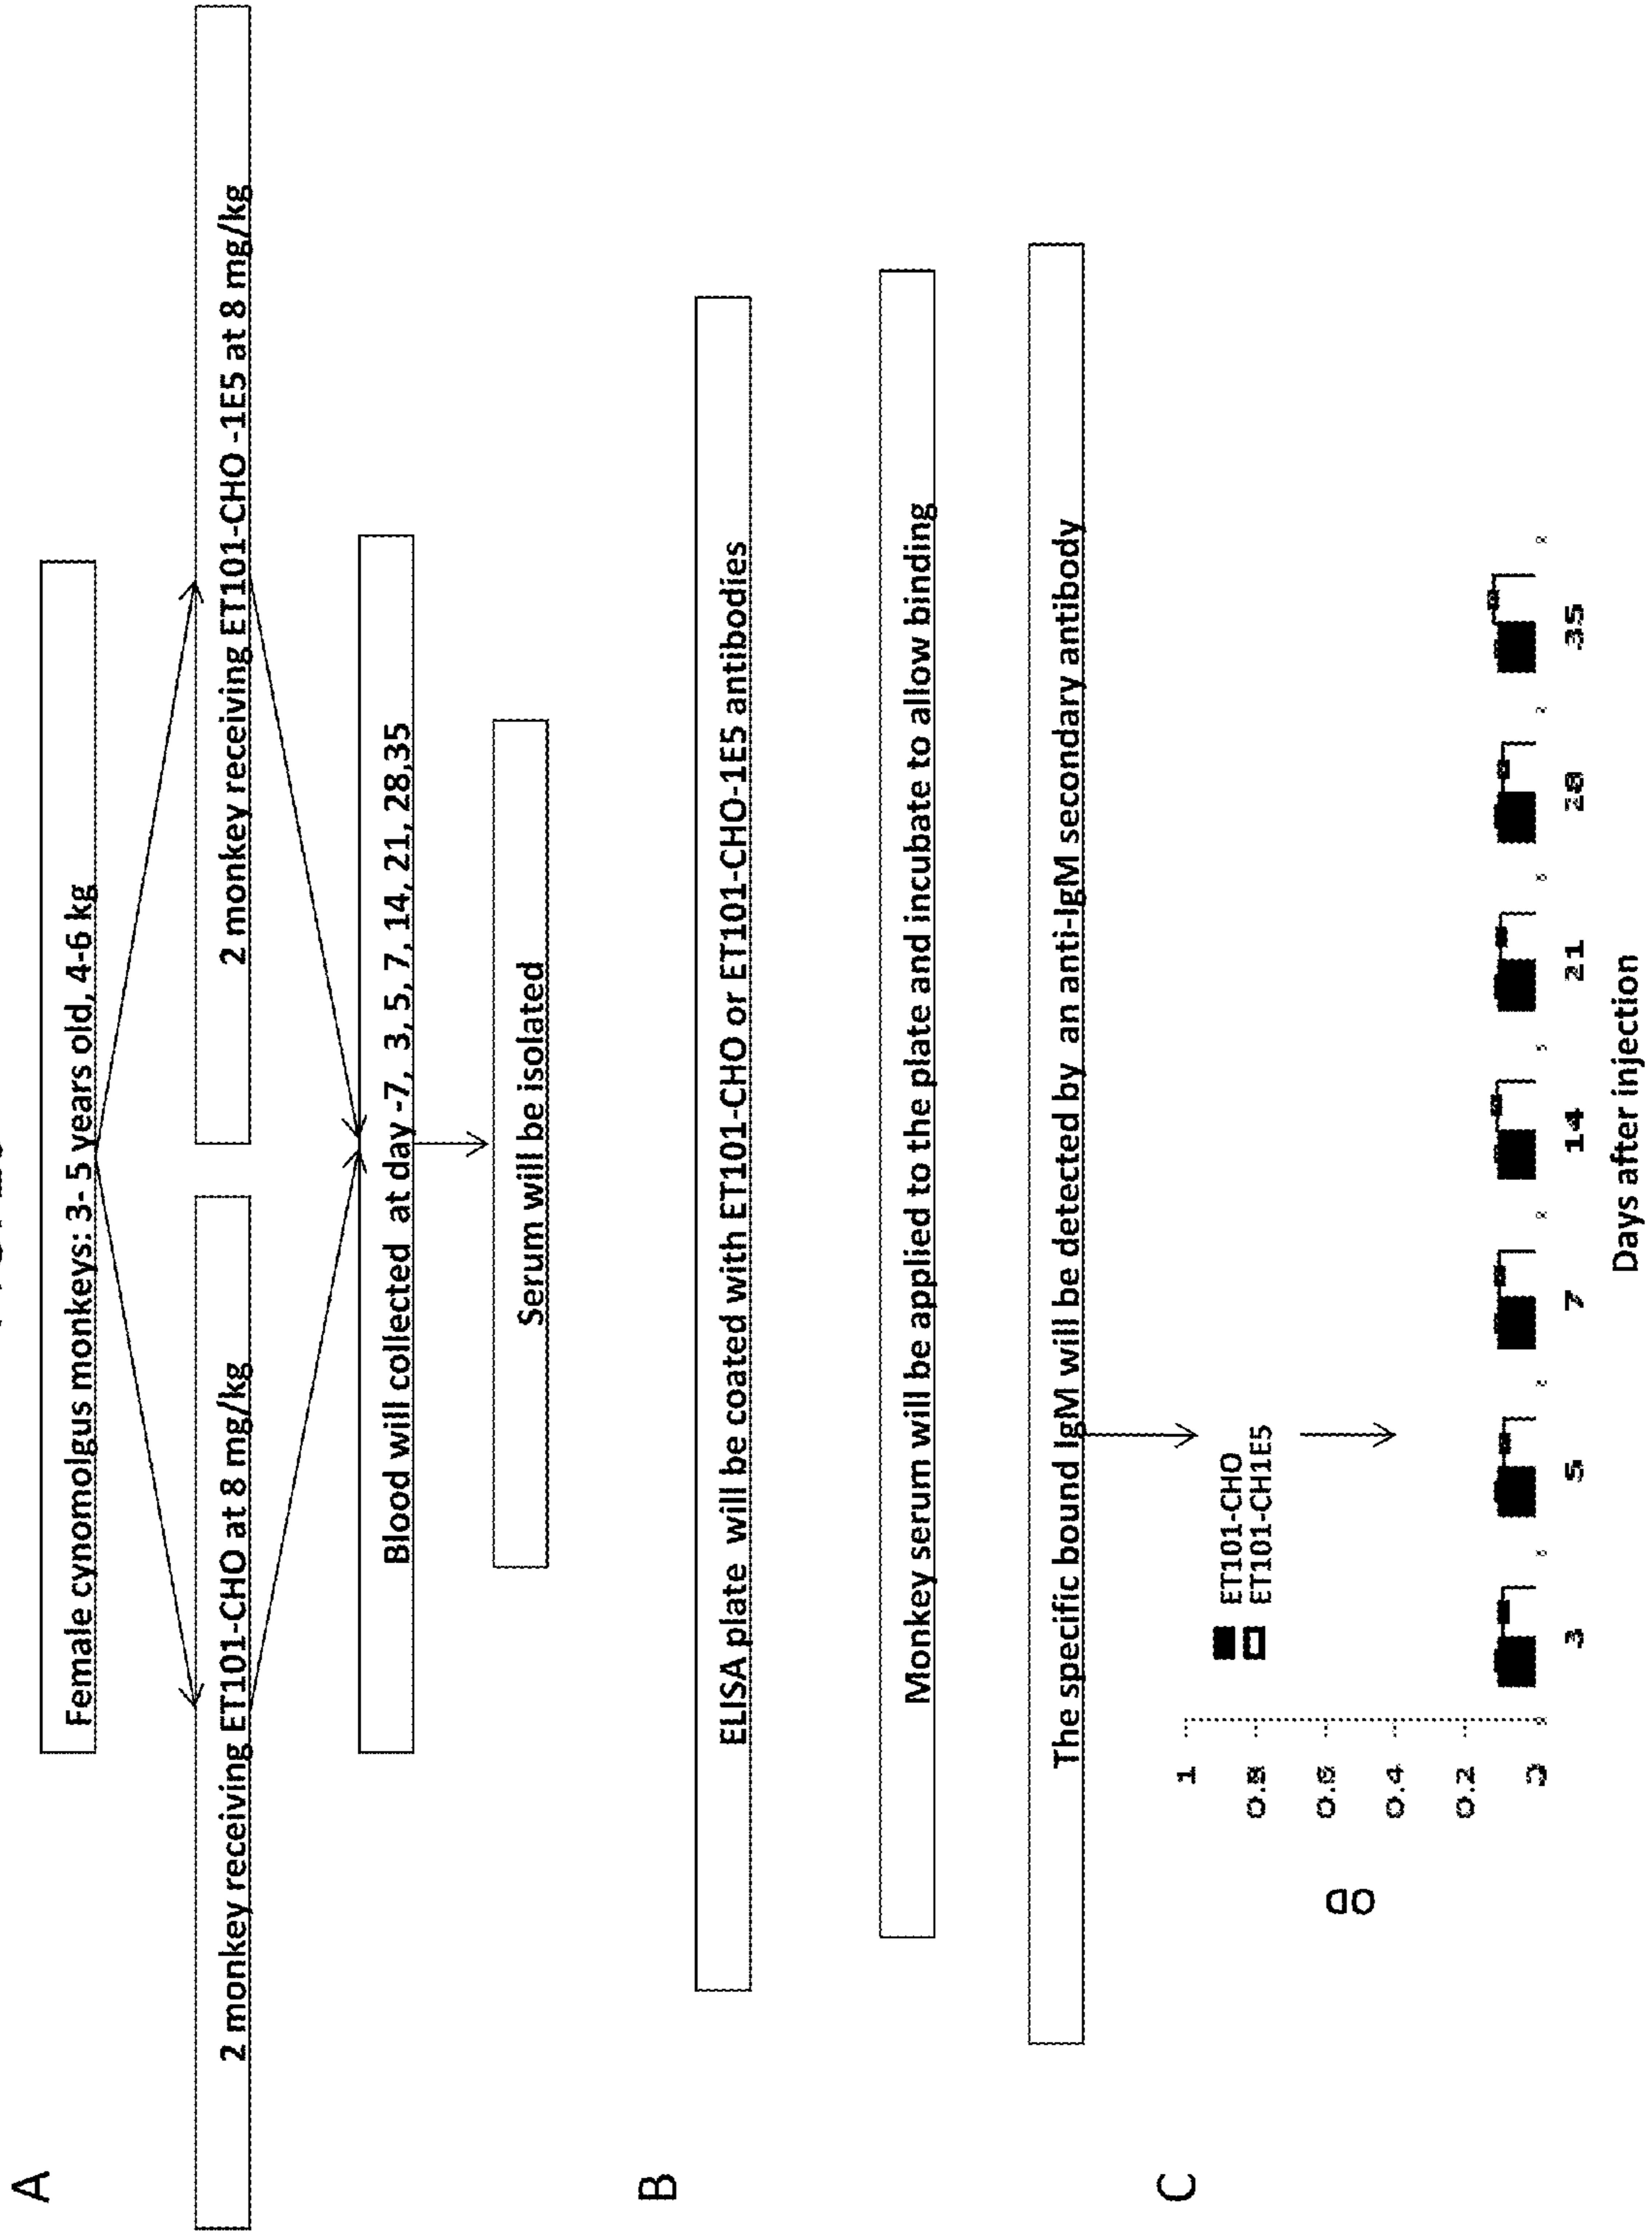 A
Female cynomolgus monkeys: 3- 5 years old, 4-6 kg
2 monkey receiving ET101-CHO at 8 mg/kg
2 monkey receiving ET101-CHO -1E5 at 8 mg/kg
Blood will collected at day -7, 3, 5, 7, 14, 21, 28,35
Serum will be isolated
B
ELISA plate will be coated with ET101-CHO or ET101-CHO-1E5 antibodies
Monkey serum will be applied to the plate and incubate to allow binding
The specific bound IgM will be detected by an anti-IgM secondary antibody
C
ET101-CHO
ET101-CH1E5
OD
1
0.8
0.6
0.4
0.2
3 5 7 14 21 28 35
Days after injection